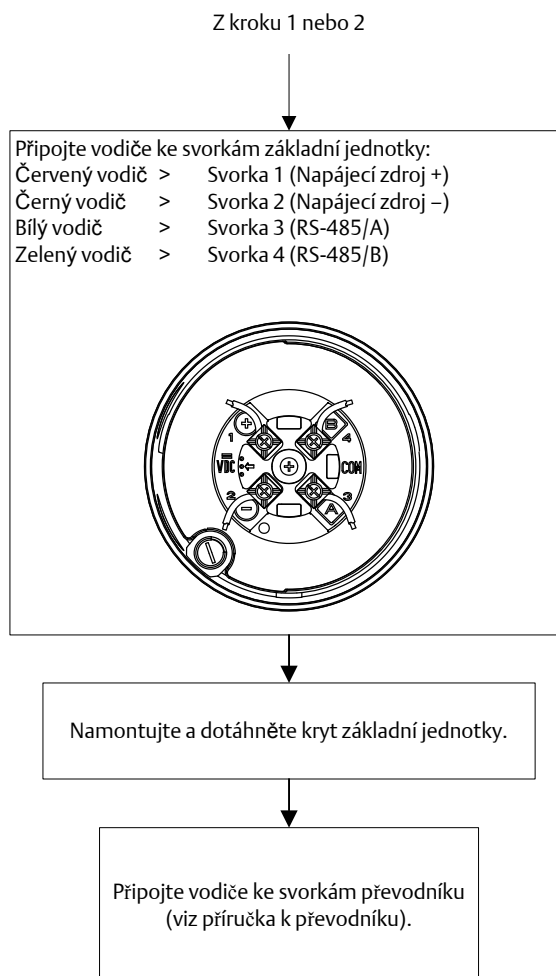 Z kroku 1 nebo 2
Připojte vodiče ke svorkám základní jednotky:
Červený vodič > Svorka 1 (Napájecí zdroj +)
Černý vodič > Svorka 2 (Napájecí zdroj –)
Bílý vodič > Svorka 3 (RS-485/A)
Zelený vodič > Svorka 4 (RS-485/B)
+ B
1 4
VDC COM
2 3
– A
Namontujte a dotáhněte kryt základní jednotky.
Připojte vodiče ke svorkám převodníku
(viz příručka k převodníku).